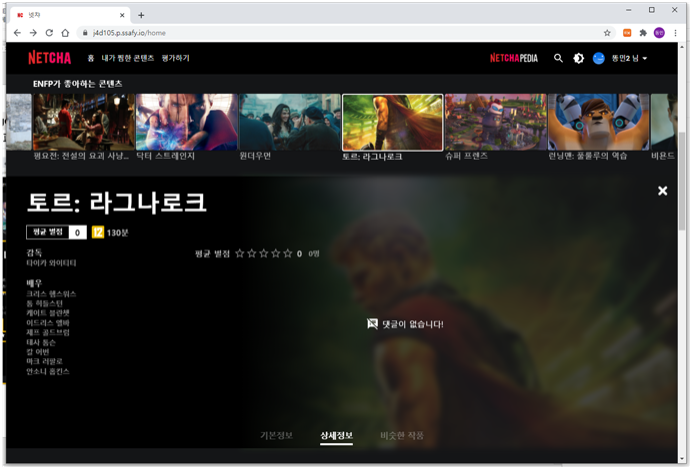 넷챠
j4d105.p.ssafy.io/home
NETCHA 홈 내가 찜한 콘텐츠 평가하기 NETCHAPEDIA 똥민2 님
ENFP가 좋아하는 콘텐츠
평요전: 전설의 요괴 사냥... 닥터 스트레인지 원더우먼 토르: 라그나로크 슈퍼 프렌즈 런닝맨: 풀룰루의 역습 비욘드
토르: 라그나로크
평균 별점 0 12 130분
감독
타이카 와이티티
평균 별점 0 0명
배우
크리스 헴스워스
톰 히들스턴
케이트 블란쳇
이드리스 엘바
제프 골드브럼
테사 톰슨
칼 어번
마크 러팔로
안소니 홉킨스
댓글이 없습니다!
기본정보 상세정보 비슷한 작품